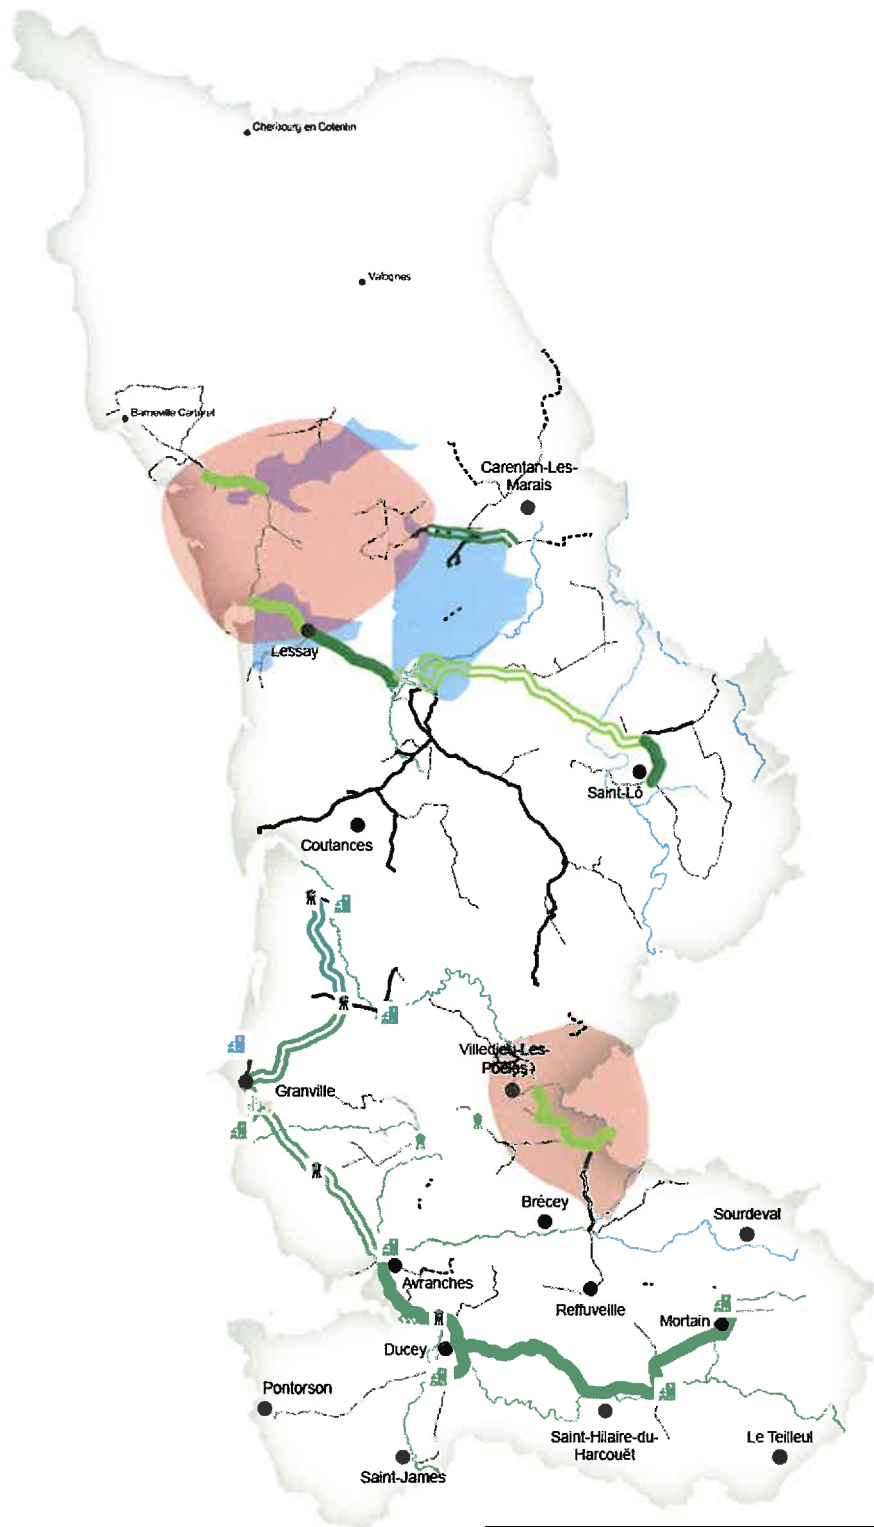 Cherbourg en Cotentin
Valognes
Barneville Carteret
Carentan-Les-
Marais
Lessay
Saint-Lô
Coutances
Villedieu-Les-
Poêles
Granville
Brécey
Sourdeval
Avranches
Reffuveille
Mortain
Ducey
Pontorson
Saint-Hilaire-du-
Harcouët
Le Teilleul
Saint-James